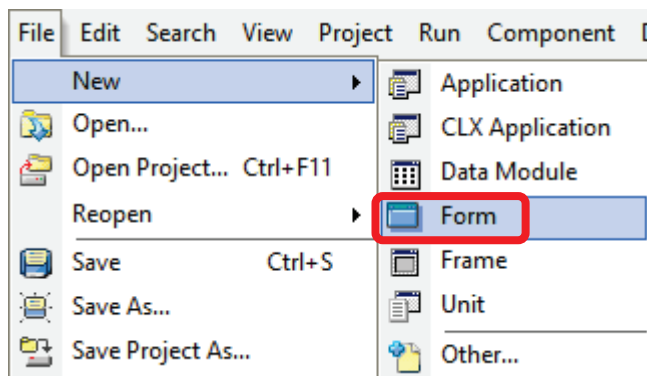 File Edit Search View Project Run Component
New
Open...
Open Project... Ctrl+F11
Reopen
Save Ctrl+S
Save As...
Save Project As...
Application
CLX Application
Data Module
Form
Frame
Unit
Other...